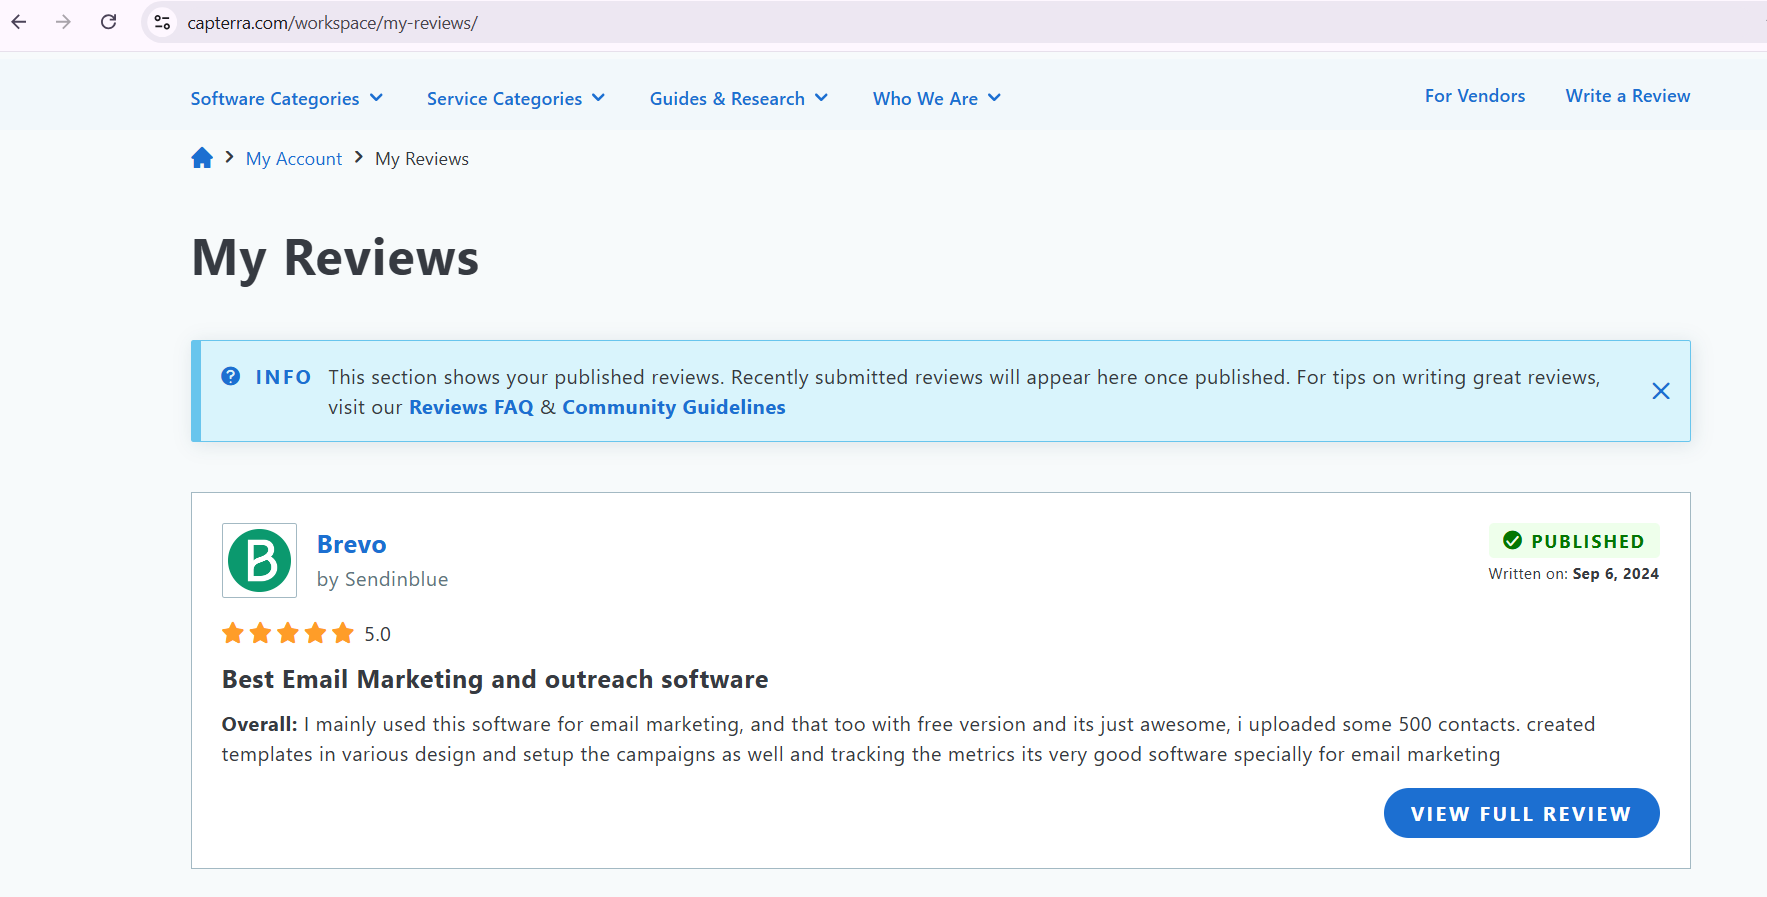 capterra.com/workspace/my-reviews/
Software Categories Service Categories Guides & Research Who We Are For Vendors Write a Review
My Account My Reviews
My Reviews
INFO This section shows your published reviews. Recently submitted reviews will appear here once published. For tips on writing great reviews,
visit our Reviews FAQ & Community Guidelines
B
Brevo
by Sendinblue
PUBLISHED
Written on: Sep 6, 2024
5.0
Best Email Marketing and outreach software
Overall: I mainly used this software for email marketing, and that too with free version and its just awesome, i uploaded some 500 contacts. created
templates in various design and setup the campaigns as well and tracking the metrics its very good software specially for email marketing
VIEW FULL REVIEW